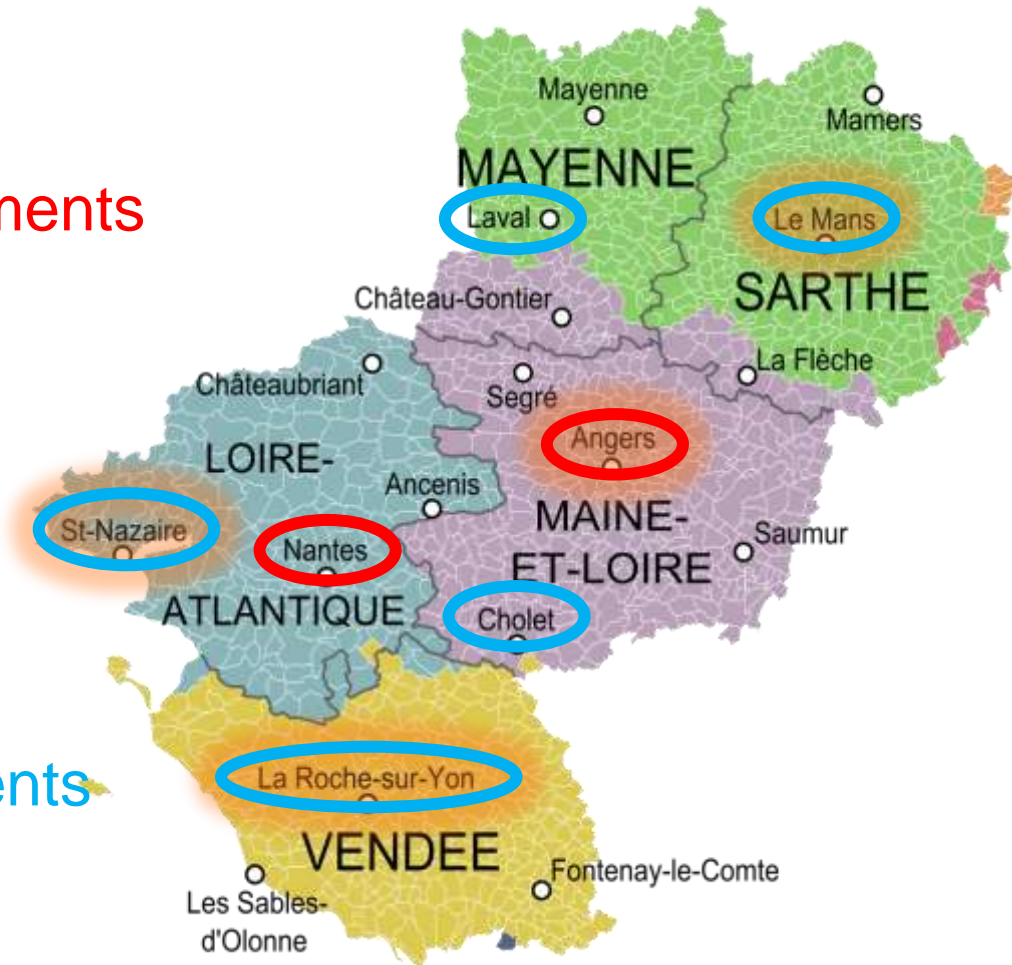 Mayenne
Mamers
MAYENNE
ments
Laval
Le Mans
SARTHE
Château-Gontier
La Flèche
Châteaubriant
Segré
Angers
LOIRE-
Ancenis
MAINE-
St-Nazaire
Nantes
Saumur
ET-LOIRE
ATLANTIQUE
Cholet
La Roche-sur-Yon
ents
VENDEE
Fontenay-le-Comte
Les Sables-
d'Olonne